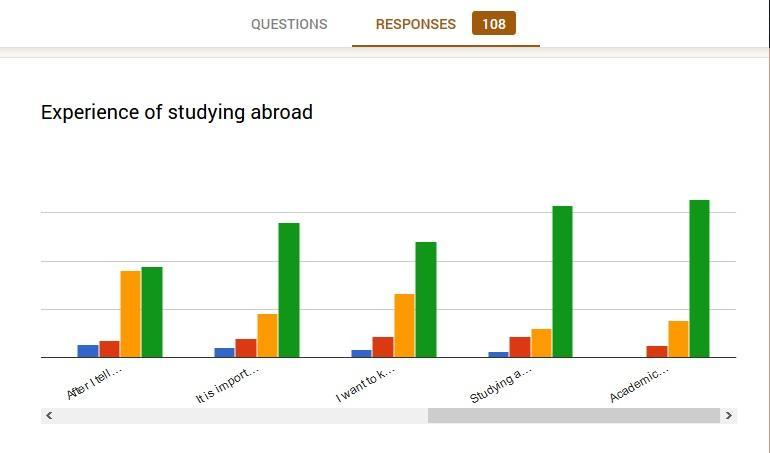 QUESTIONS RESPONSES 108
Experience of studying abroad
After I tell...
It is import...
I want to k...
Studying a...
Academic...